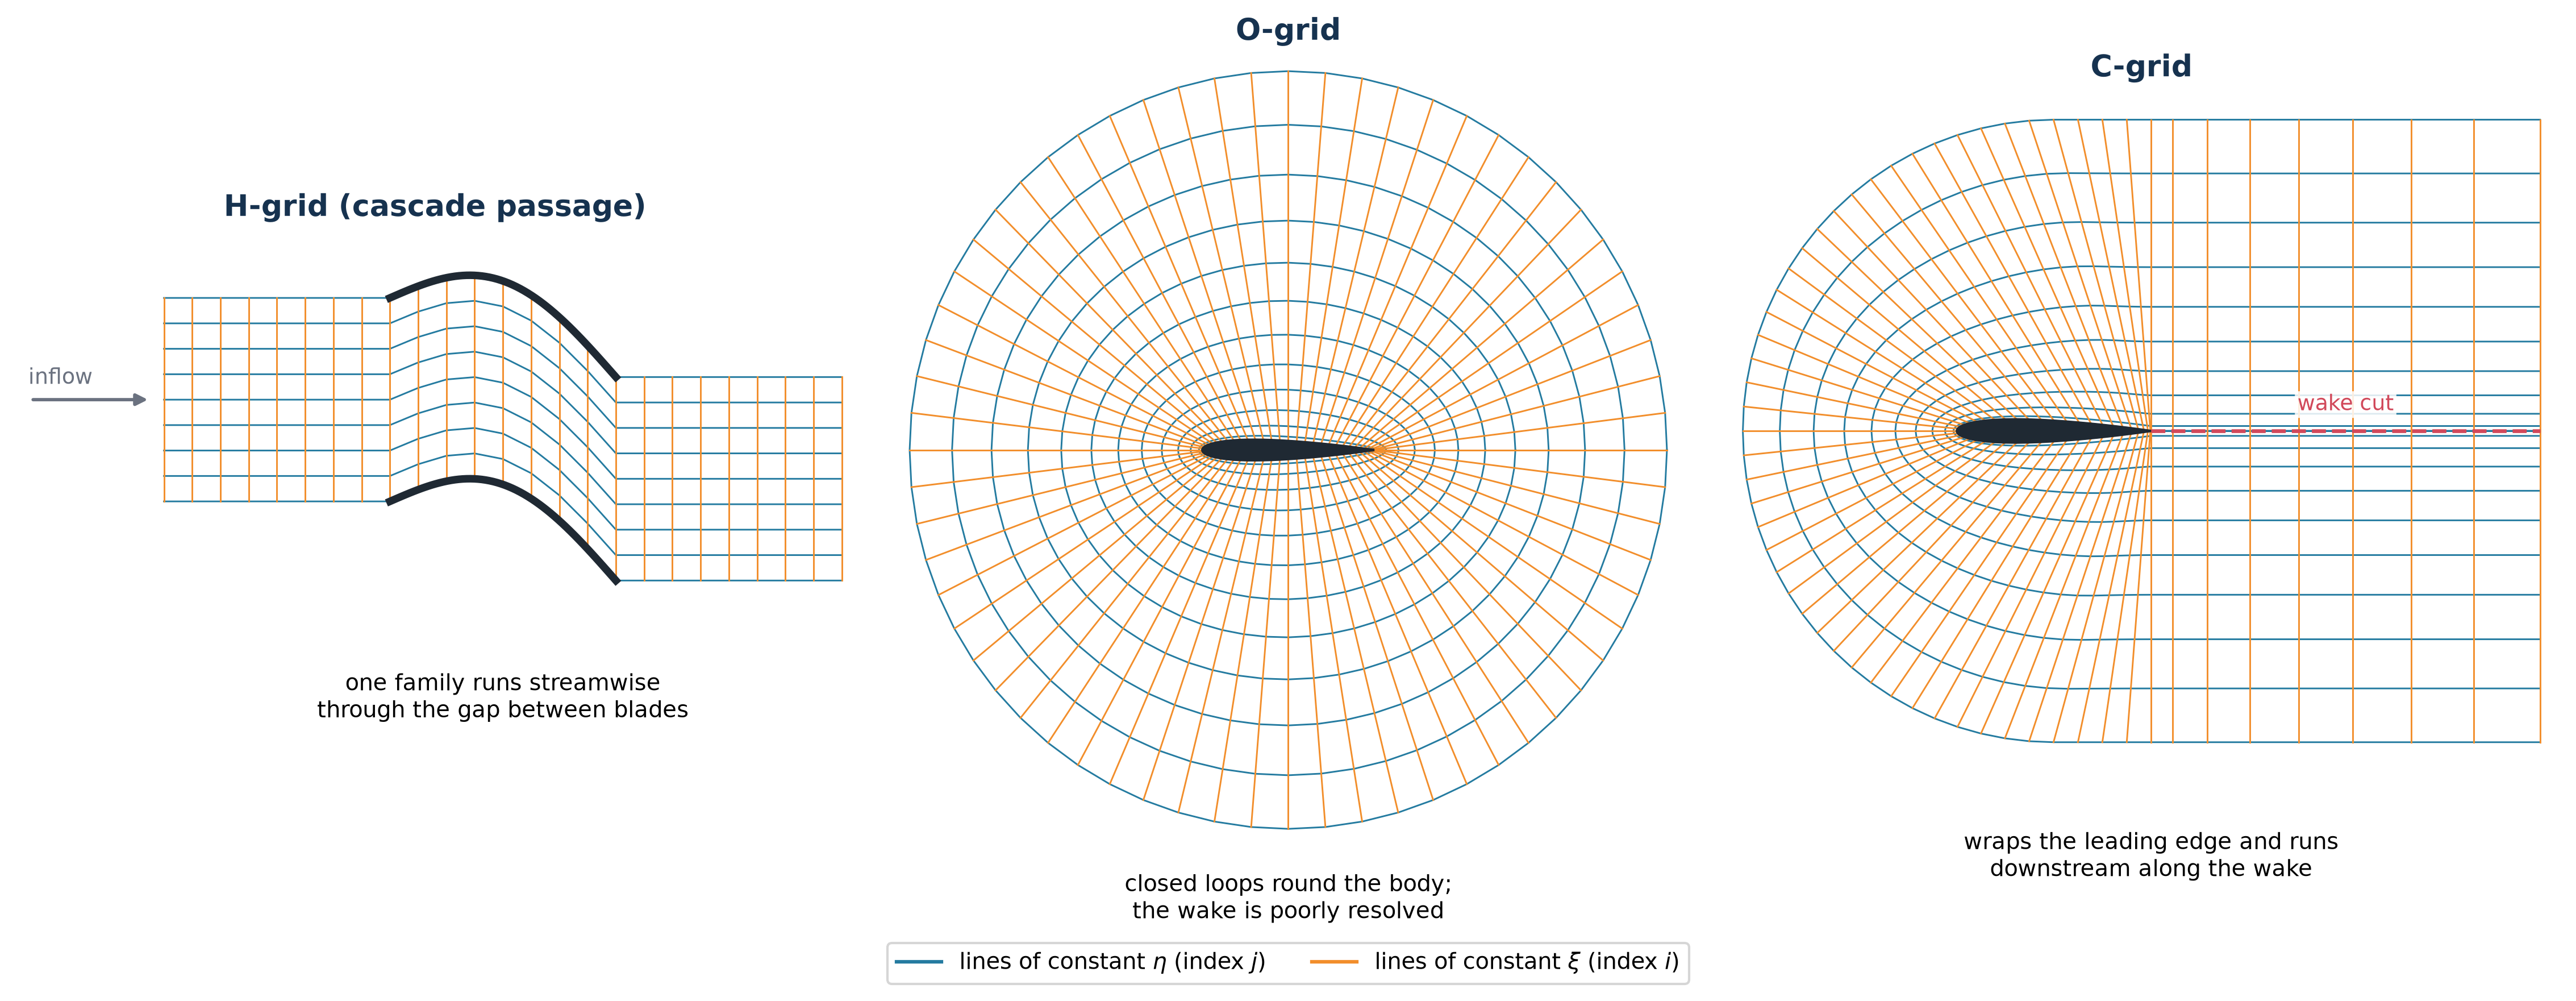 H-grid (cascade passage)
inflow
one family runs streamwise
through the gap between blades
O-grid
closed loops round the body;
the wake is poorly resolved
C-grid
wake cut
wraps the leading edge and runs
downstream along the wake
lines of constant η (index j)
lines of constant ξ (index i)